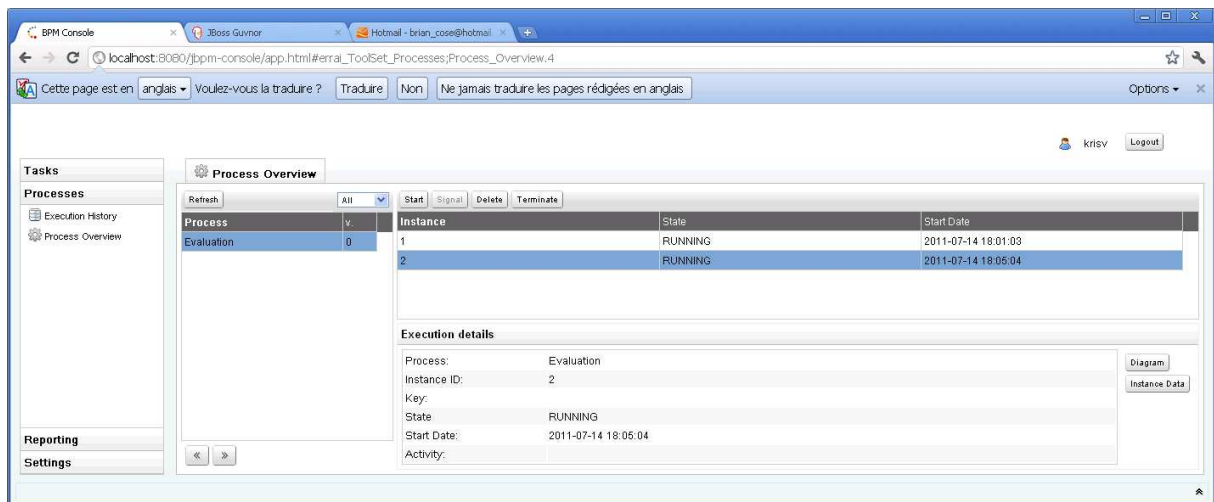 BPM Console
JBoss Guvnor
Hotmail - brian_cose@hotmail.
localhost:8080/jbpm-console/app.html#errai_ToolSet_Processes;Process_Overview.4
Cette page est en anglais Voulez-vous la traduire ? Traduire Non Ne jamais traduire les pages rédigées en anglais Options
krisv Logout
Tasks
Processes
Execution History
Process Overview
Reporting
Settings
Process Overview
Refresh All
Process v.
Evaluation 0
Start Signal Delete Terminate
Instance State Start Date
1 RUNNING 2011-07-14 18:01:03
2 RUNNING 2011-07-14 18:05:04
Execution details
Process: Evaluation
Instance ID: 2
Key:
State RUNNING
Start Date: 2011-07-14 18:05:04
Activity:
Diagram
Instance Data